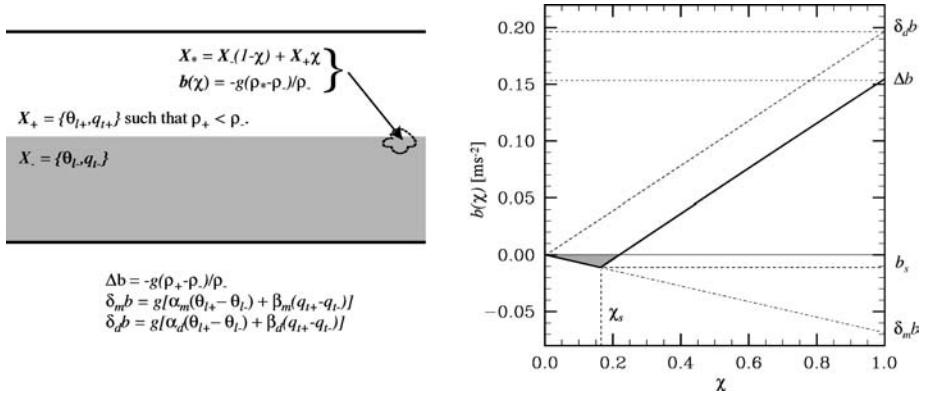 X* = X-(1-χ) + X+χ
b(χ) = -g(ρ*-ρ-)/ρ-
X+ = {θl+,qt+} such that ρ+ < ρ-.
X- = {θl-,qt-}
Δb = -g(ρ+-ρ-)/ρ-
δmb = g[αm(θl+-θl-) + βm(qt+-qt-)]
δdb = g[αd(θl+-θl-) + βd(qt+-qt-)]
b(χ) [ms-2]
0.20
0.15
0.10
0.05
0.00
-0.05
δdb
Δb
bs
δmb
χs
0.0 0.2 0.4 0.6 0.8 1.0
χ